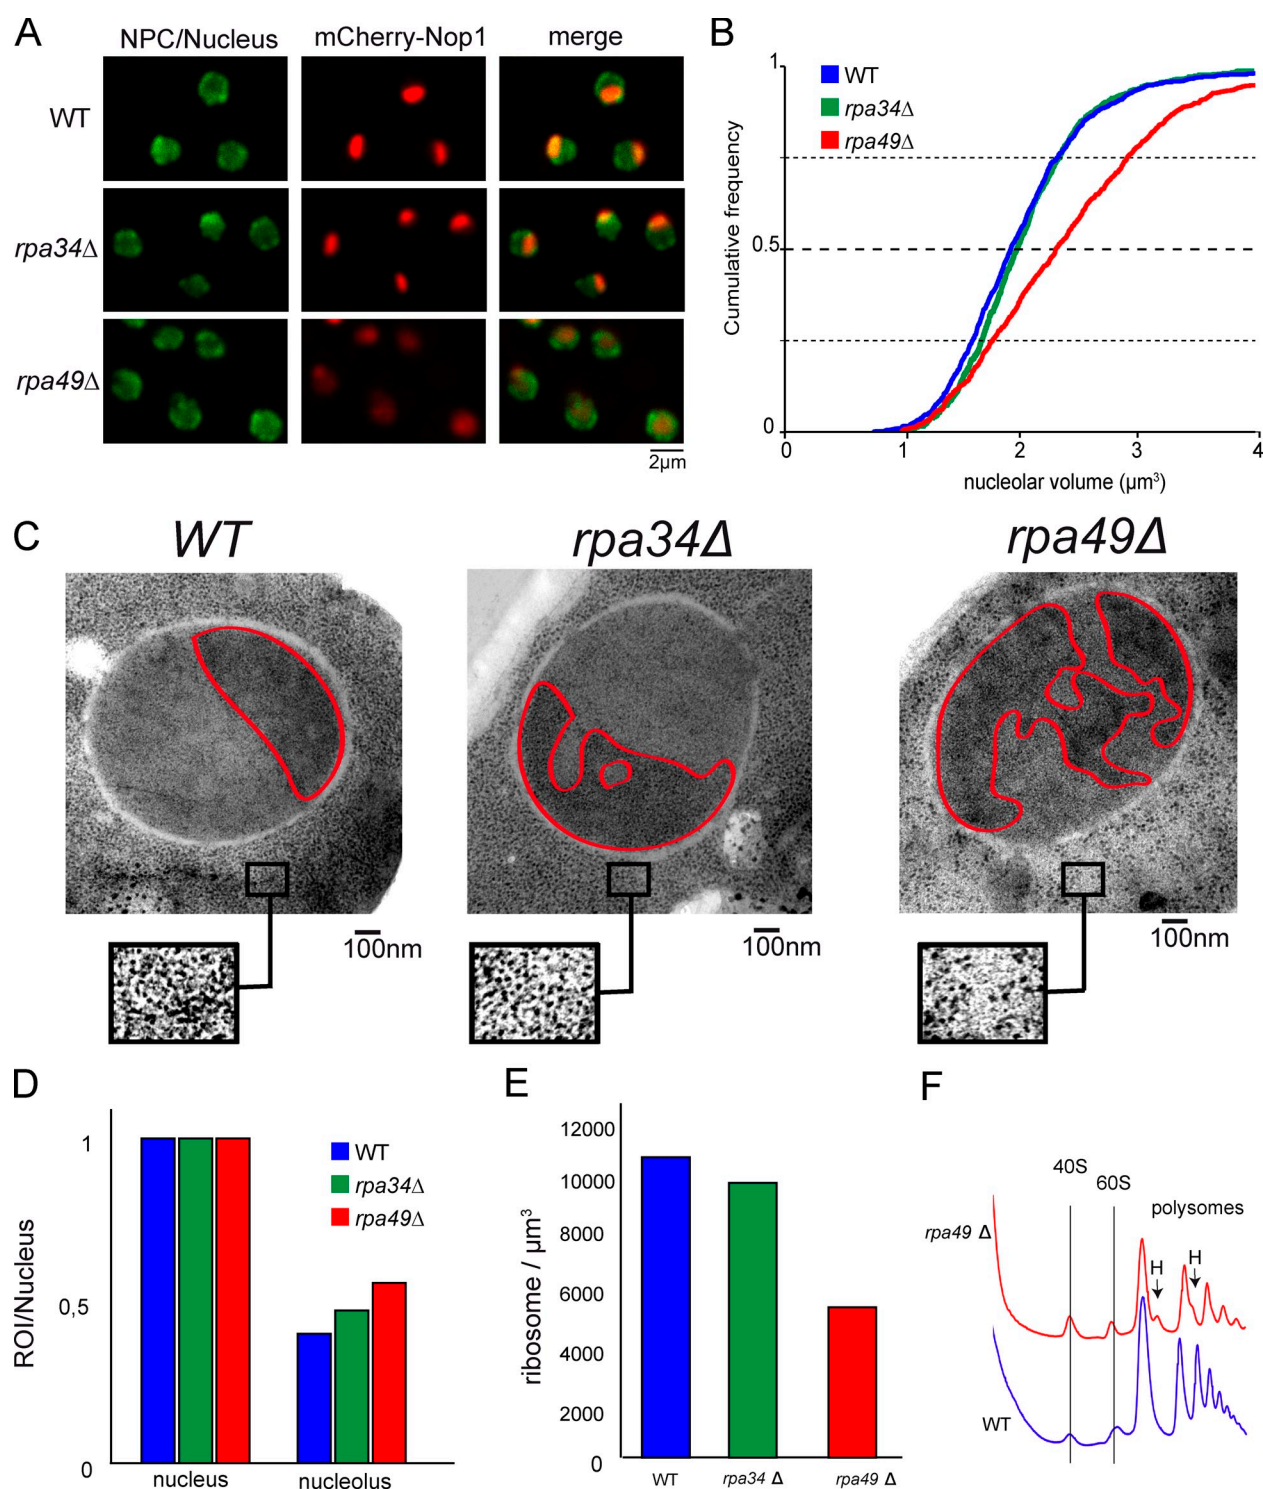 A
NPC/Nucleus
mCherry-Nop1
merge
WT
rpa34Δ
rpa49Δ
2µm
B
WT
rpa34Δ
rpa49Δ
Cumulative frequency
1
0.5
0
0
1
2
3
4
nucleolar volume (µm³)
C
WT
rpa34Δ
rpa49Δ
100nm
100nm
100nm
D
ROI/Nucleus
1
0,5
0
WT
rpa34Δ
rpa49Δ
nucleus
nucleolus
E
ribosome / µm³
12000
10000
8000
6000
4000
2000
0
WT
rpa34 Δ
rpa49 Δ
F
40S
60S
polysomes
rpa49 Δ
H
H
WT